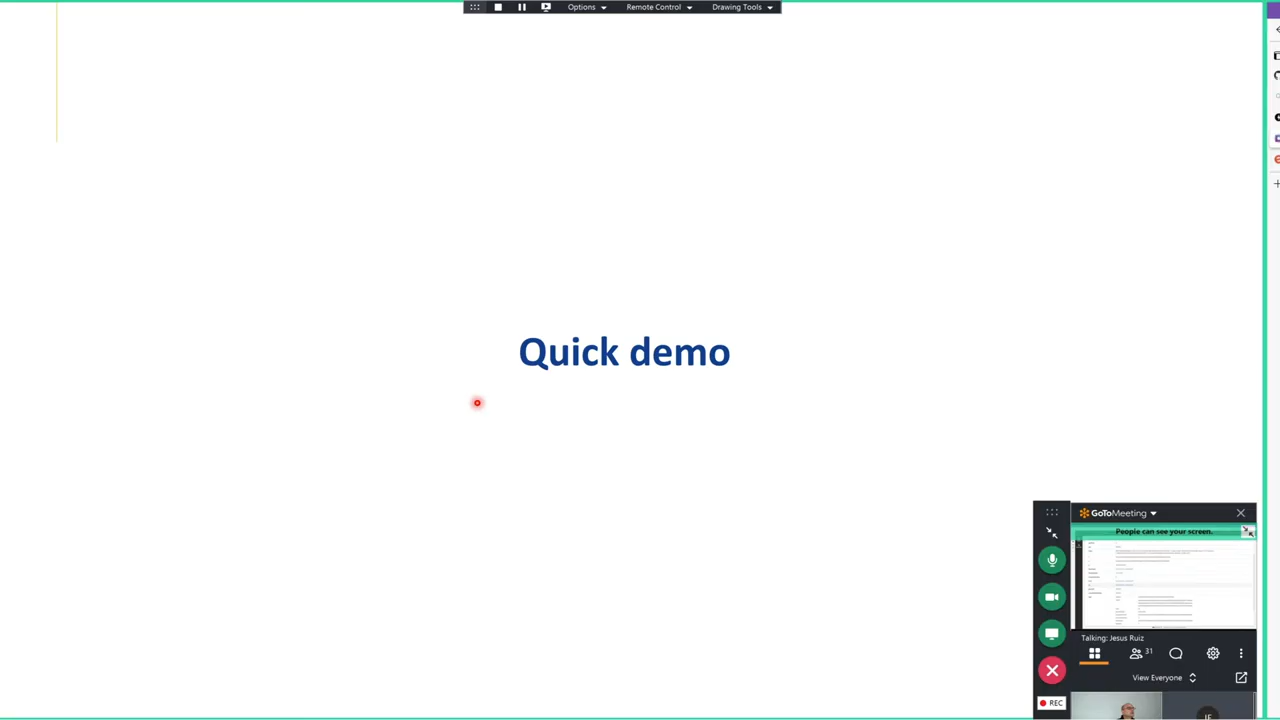 Options
Remote Control
Drawing Tools
Quick demo
GoToMeeting
People can see your screen.
Talking: Jesus Ruiz
31
View Everyone
REC